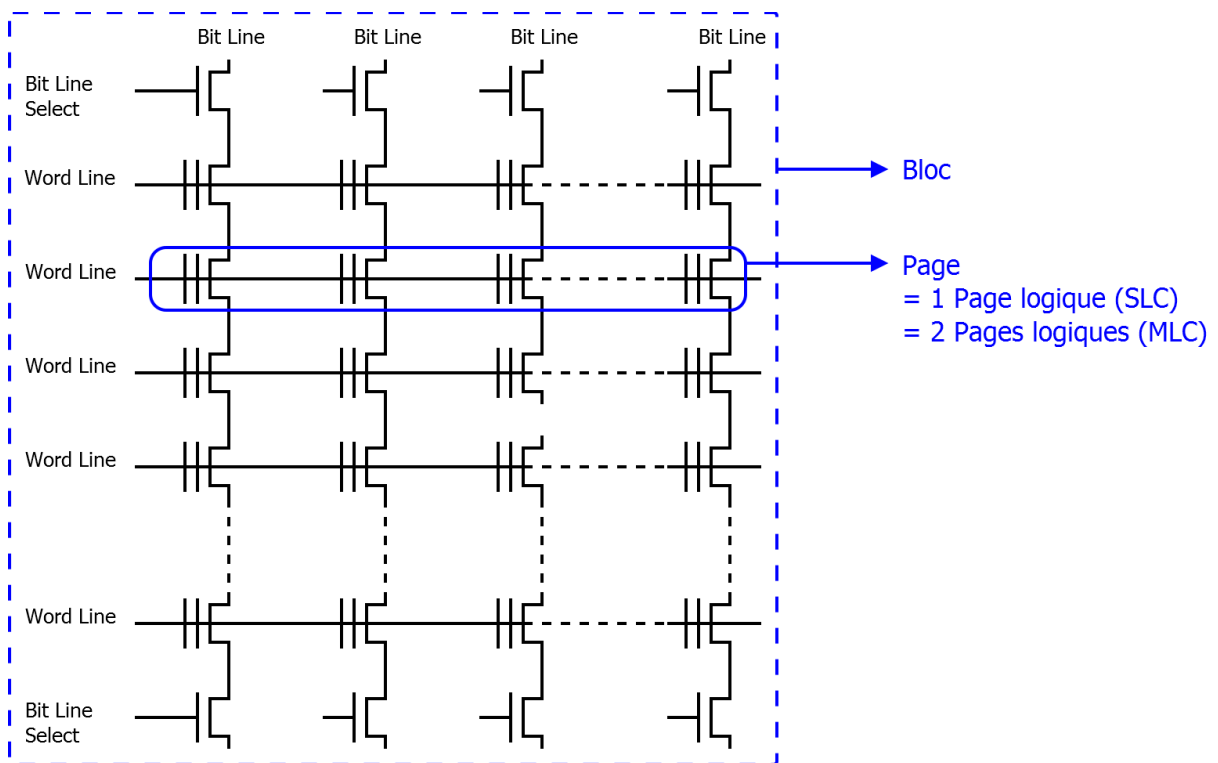 Bit Line Bit Line Bit Line Bit Line
Bit Line
Select
Word Line
Bloc
Word Line
Page
= 1 Page logique (SLC)
= 2 Pages logiques (MLC)
Word Line
Word Line
Word Line
Bit Line
Select